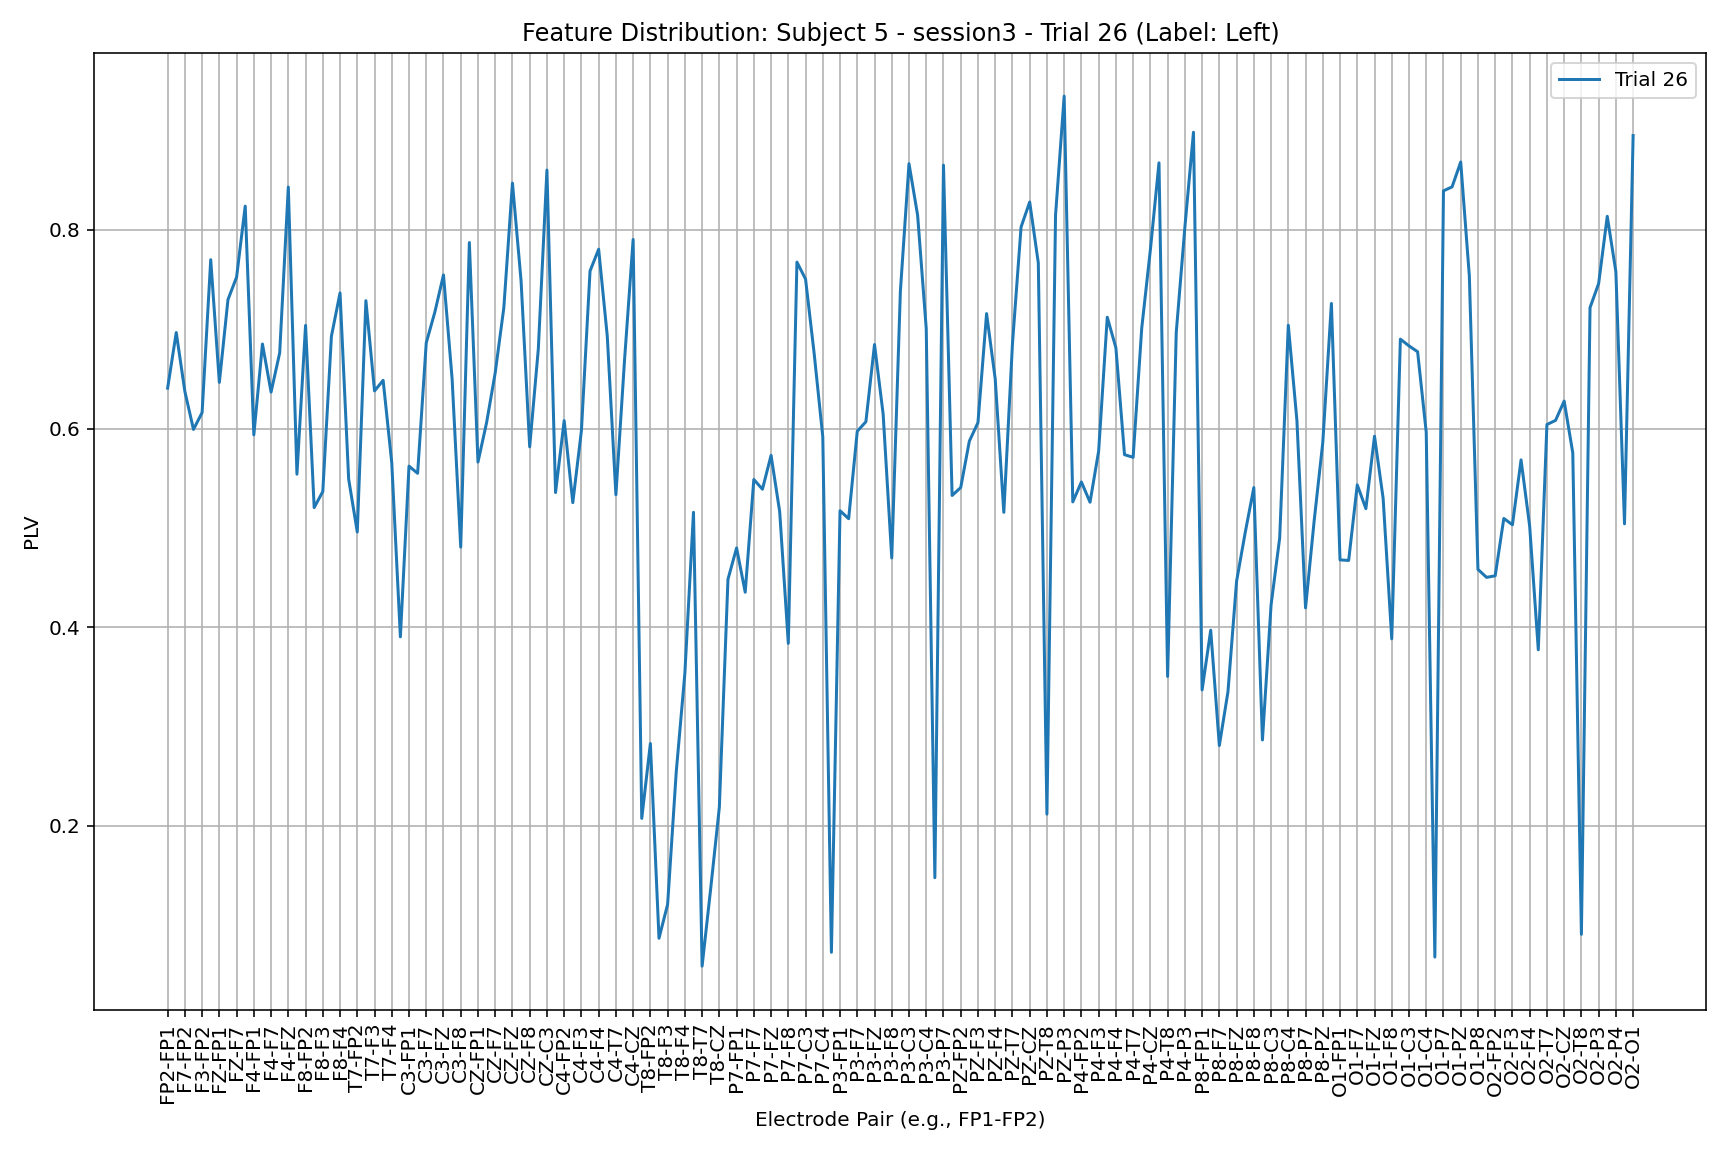 Feature Distribution: Subject 5 - session3 - Trial 26 (Label: Left)
Trial 26
PLV
0.8
0.6
0.4
0.2
FP2-FP1
F7-FP2
F3-FP2
FZ-FP1
FZ-F7
F4-FP1
F4-F7
F4-FZ
F8-FP2
F8-F3
F8-F4
T7-FP2
T7-F3
T7-F4
C3-FP1
C3-F7
C3-FZ
C3-F8
CZ-FP1
CZ-F7
CZ-FZ
CZ-F8
CZ-C3
C4-FP2
C4-F3
C4-F4
C4-T7
C4-CZ
T8-FP2
T8-F3
T8-F4
T8-T7
T8-CZ
P7-FP1
P7-F7
P7-FZ
P7-F8
P7-C3
P7-C4
P3-FP1
P3-F7
P3-FZ
P3-F8
P3-C3
P3-C4
P3-P7
PZ-FP2
PZ-F3
PZ-F4
PZ-T7
PZ-CZ
PZ-T8
PZ-P3
P4-FP2
P4-F3
P4-F4
P4-T7
P4-CZ
P4-T8
P4-P3
P8-FP1
P8-F7
P8-FZ
P8-F8
P8-C3
P8-C4
P8-P7
P8-PZ
O1-FP1
O1-F7
O1-FZ
O1-F8
O1-C3
O1-C4
O1-P7
O1-PZ
O1-P8
O2-FP2
O2-F3
O2-F4
O2-T7
O2-CZ
O2-T8
O2-P3
O2-P4
O2-O1
Electrode Pair (e.g., FP1-FP2)